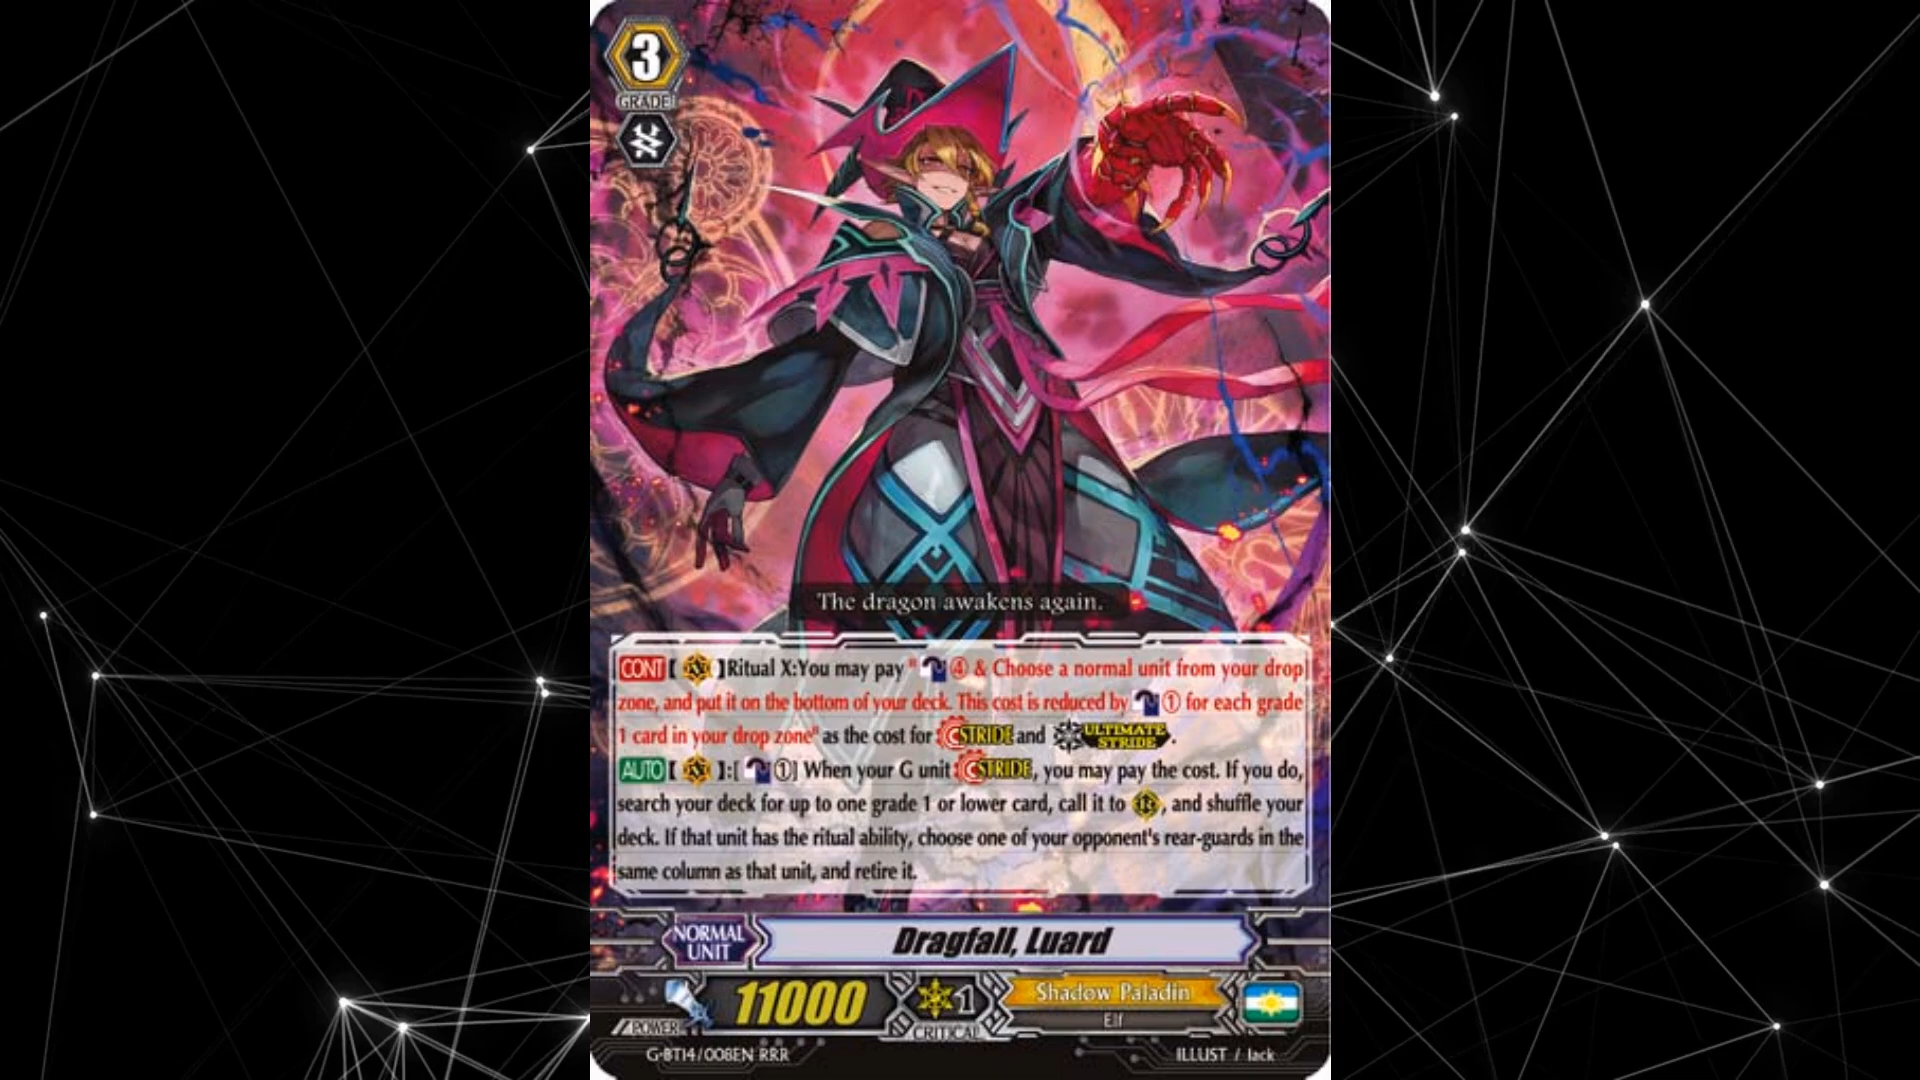 3
GRADE
The dragon awakens again.
CONT【 】Ritual X:You may pay " ④ & Choose a normal unit from your drop
zone, and put it on the bottom of your deck. This cost is reduced by ① for each grade
1 card in your drop zone" as the cost for STRIDE and ULTIMATE STRIDE.
AUTO【 】:[ ①] When your G unit STRIDE, you may pay the cost. If you do,
search your deck for up to one grade 1 or lower card, call it to R, and shuffle your
deck. If that unit has the ritual ability, choose one of your opponent's rear-guards in the
same column as that unit, and retire it.
NORMAL
UNIT
Dragfall, Luard
POWER 11000
1
CRITICAL
Shadow Paladin
Elf
G-BT14/008EN RRR
ILLUST / lack